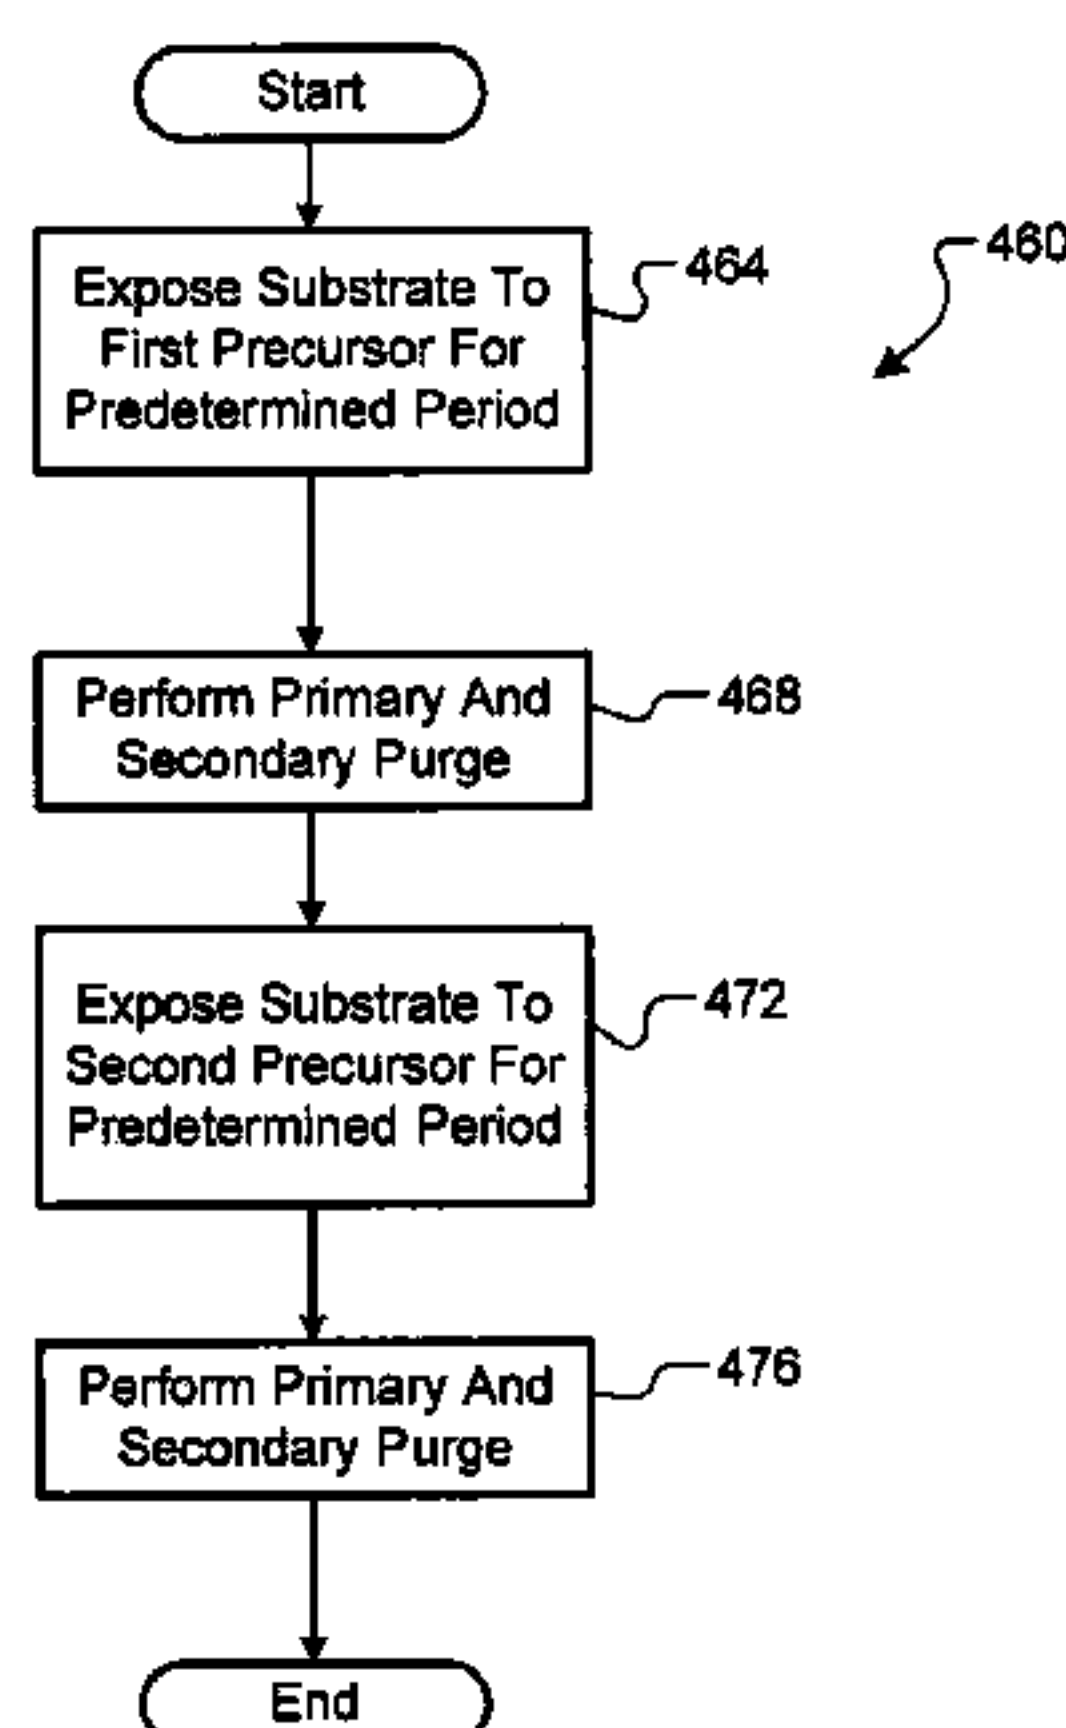 Start
460
Expose Substrate To
First Precursor For
Predetermined Period
464
Perform Primary And
Secondary Purge
468
Expose Substrate To
Second Precursor For
Predetermined Period
472
Perform Primary And
Secondary Purge
476
End